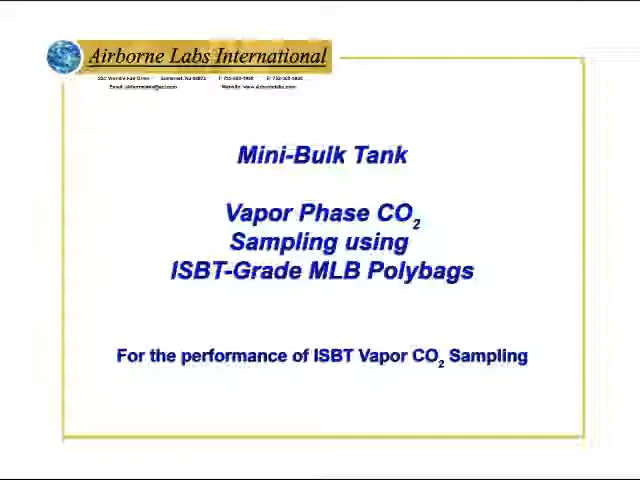 Airborne Labs International
Mini-Bulk Tank
Vapor Phase CO2
Sampling using
ISBT-Grade MLB Polybags
For the performance of ISBT Vapor CO2 Sampling